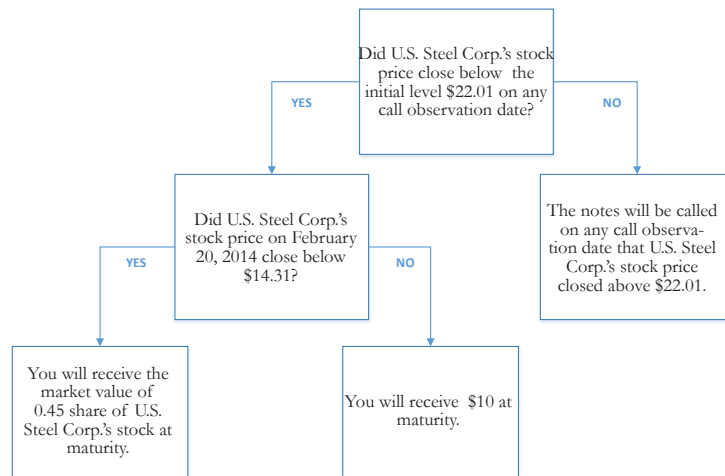 Did U.S. Steel Corp.'s stock
price close below the
initial level $22.01 on any
call observation date?
YES
NO
Did U.S. Steel Corp.'s
stock price on February
20, 2014 close below
$14.31?
The notes will be called
on any call observa-
tion date that U.S. Steel
Corp.'s stock price
closed above $22.01.
YES
NO
You will receive the
market value of
0.45 share of U.S.
Steel Corp.'s stock at
maturity.
You will receive $10 at
maturity.